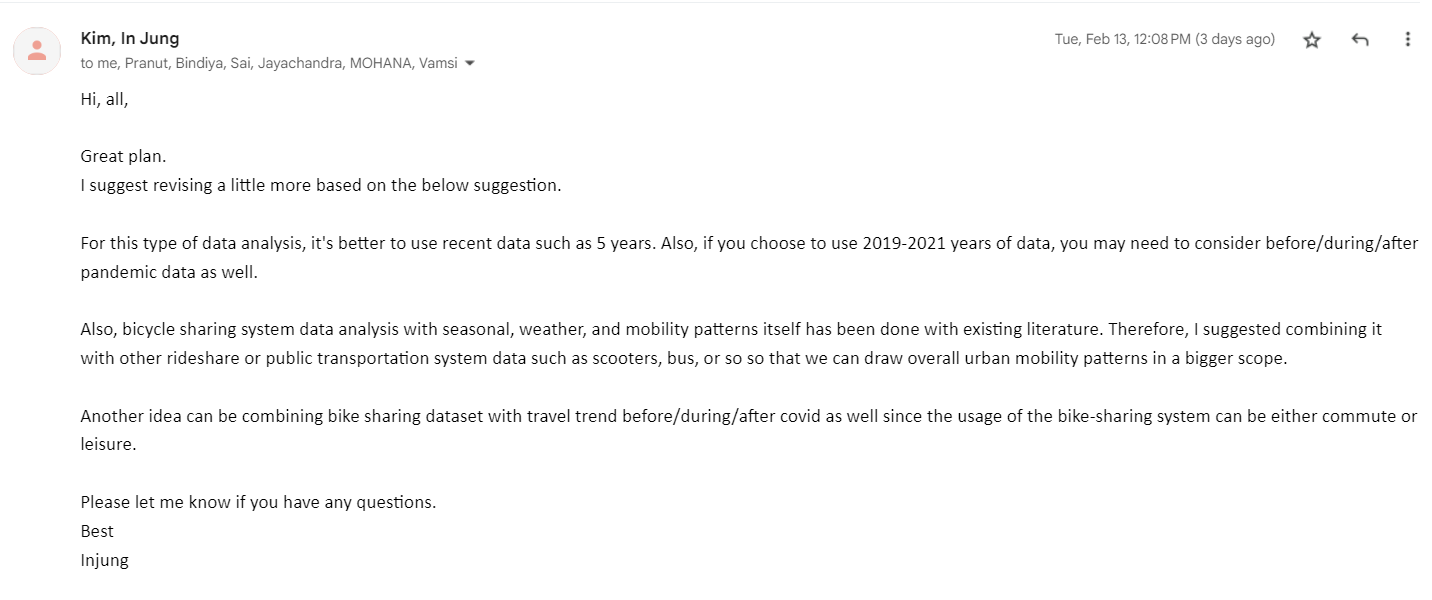 Kim, In Jung
Tue, Feb 13, 12:08 PM (3 days ago)
to me, Pranut, Bindiya, Sai, Jayachandra, MOHANA, Vamsi
Hi, all,
Great plan.
I suggest revising a little more based on the below suggestion.
For this type of data analysis, it's better to use recent data such as 5 years. Also, if you choose to use 2019-2021 years of data, you may need to consider before/during/after
pandemic data as well.
Also, bicycle sharing system data analysis with seasonal, weather, and mobility patterns itself has been done with existing literature. Therefore, I suggested combining it
with other rideshare or public transportation system data such as scooters, bus, or so so that we can draw overall urban mobility patterns in a bigger scope.
Another idea can be combining bike sharing dataset with travel trend before/during/after covid as well since the usage of the bike-sharing system can be either commute or
leisure.
Please let me know if you have any questions.
Best
Injung